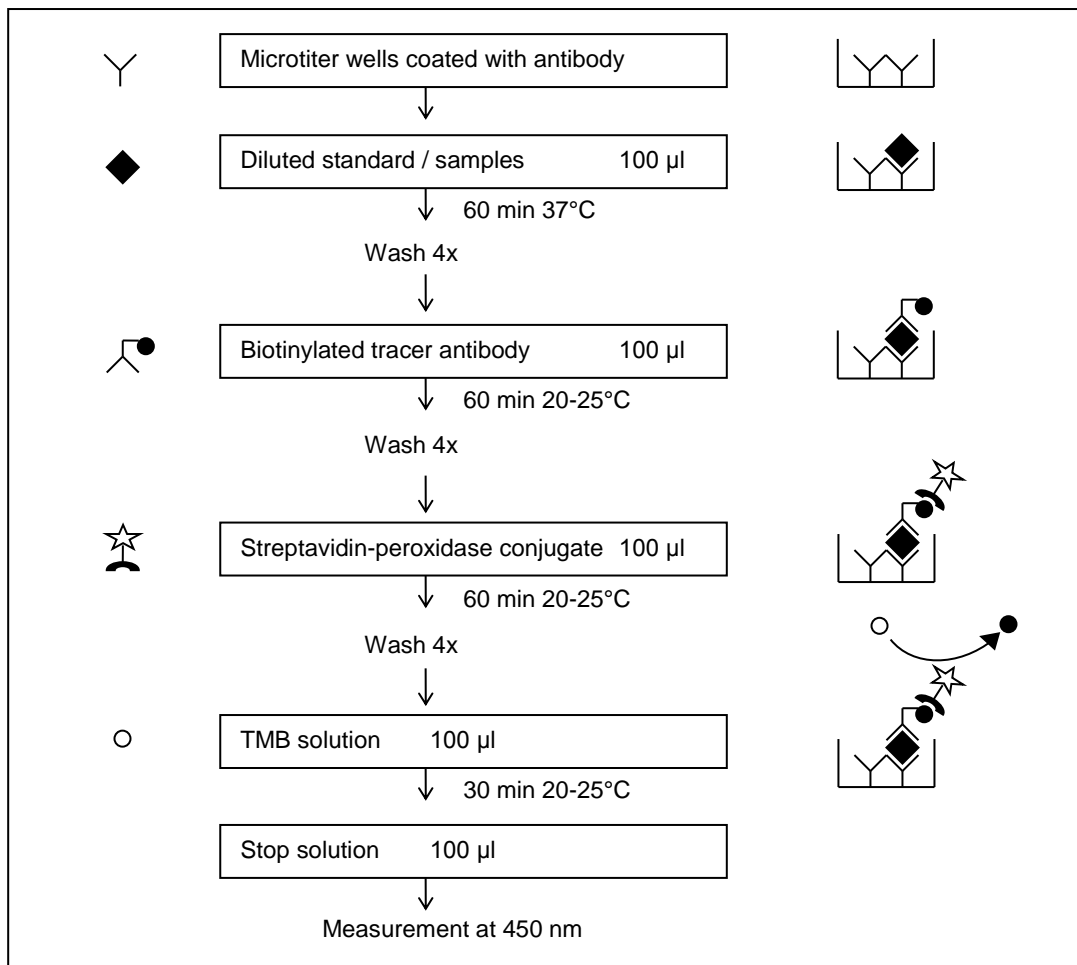 Microtiter wells coated with antibody
Diluted standard / samples 100 µl
60 min 37°C
Wash 4x
Biotinylated tracer antibody 100 µl
60 min 20-25°C
Wash 4x
Streptavidin-peroxidase conjugate 100 µl
60 min 20-25°C
Wash 4x
TMB solution 100 µl
30 min 20-25°C
Stop solution 100 µl
Measurement at 450 nm